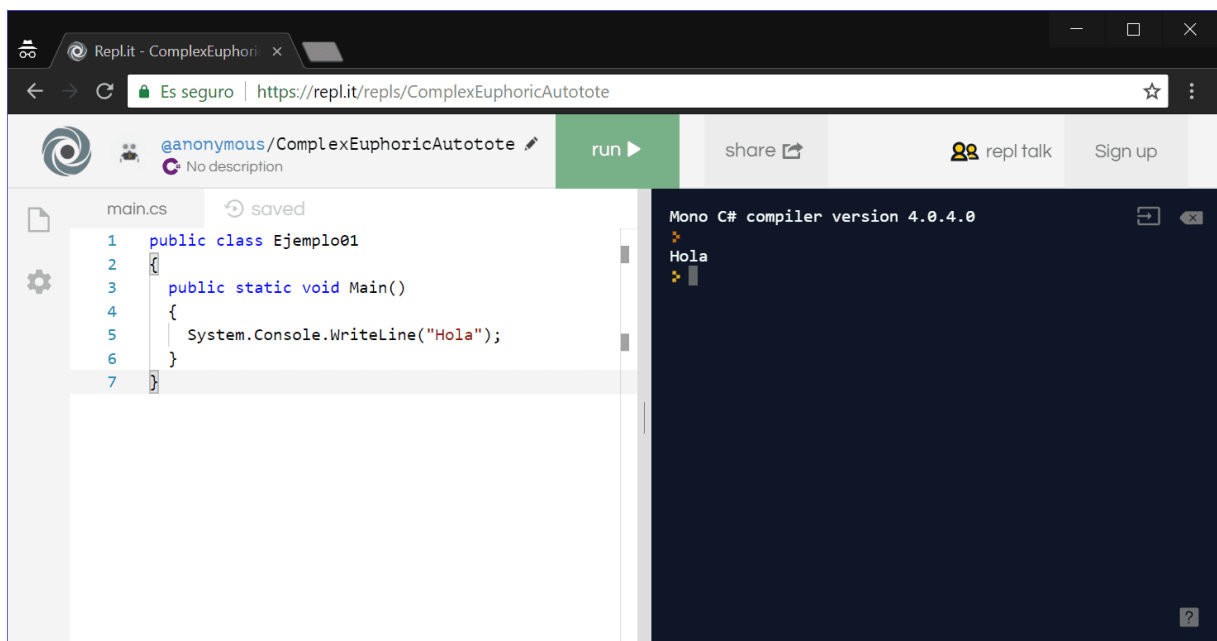 Repl.it - ComplexEuphori
Es seguro | https://repl.it/repls/ComplexEuphoricAutotote
@anonymous/ComplexEuphoricAutotote
No description
run
share
repl talk
Sign up
main.cs
saved
1 public class Ejemplo01
2 {
3 public static void Main()
4 {
5 System.Console.WriteLine("Hola");
6 }
7 }
Mono C# compiler version 4.0.4.0
>
Hola
>
?